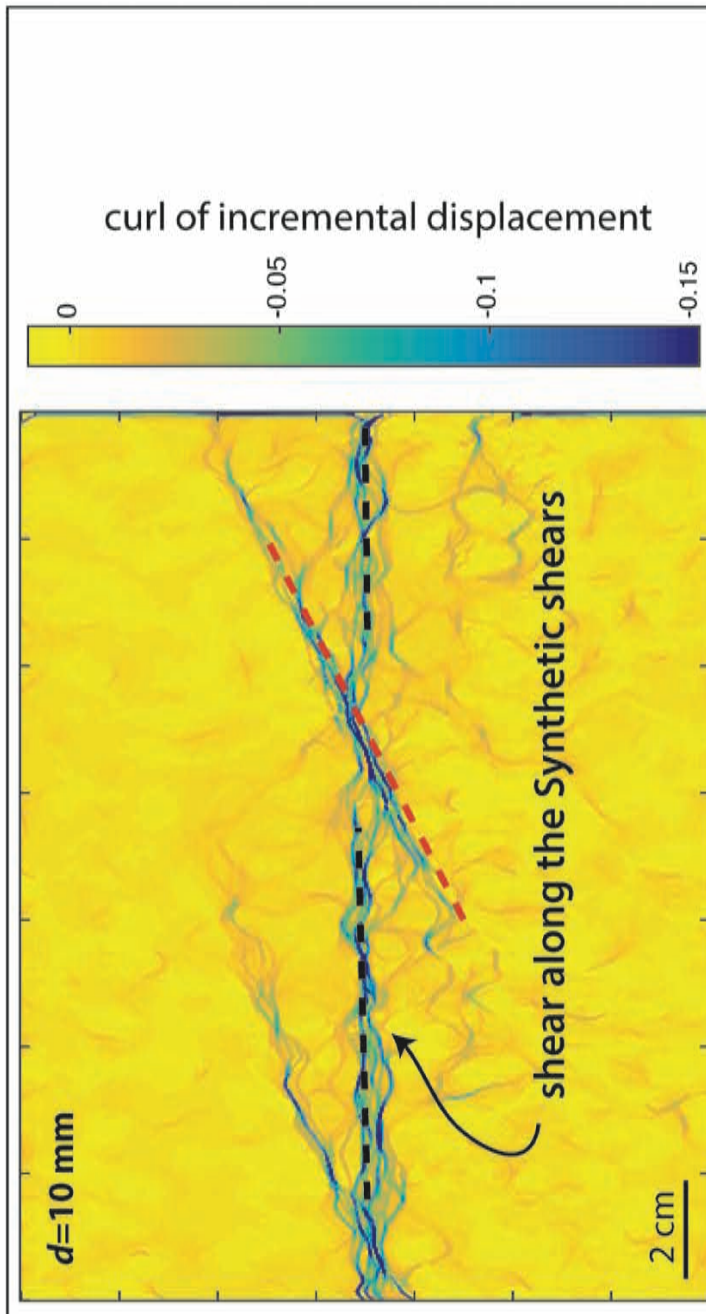 d=10 mm
shear along the Synthetic shears
2 cm
0
-0.05
-0.1
-0.15
curl of incremental displacement